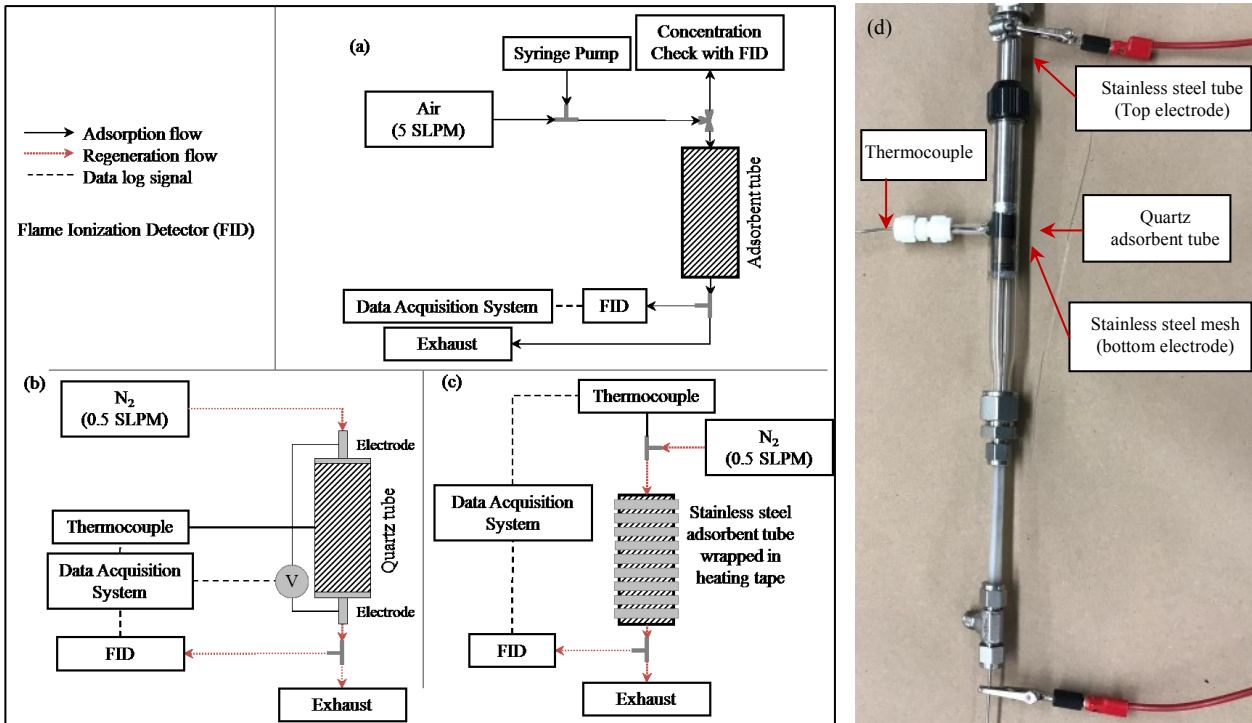 Adsorption flow
Regeneration flow
Data log signal
Flame Ionization Detector (FID)
(a)
Syringe Pump
Concentration
Check with FID
Air
(5 SLPM)
Adsorbent tube
Data Acquisition System
FID
Exhaust
(b)
N₂
(0.5 SLPM)
Electrode
Thermocouple
Quartz tube
Data Acquisition
System
V
Electrode
FID
Exhaust
(c)
Thermocouple
N₂
(0.5 SLPM)
Data Acquisition
System
Stainless steel
adsorbent tube
wrapped in
heating tape
FID
Exhaust
(d)
Stainless steel tube
(Top electrode)
Thermocouple
Quartz
adsorbent tube
Stainless steel mesh
(bottom electrode)